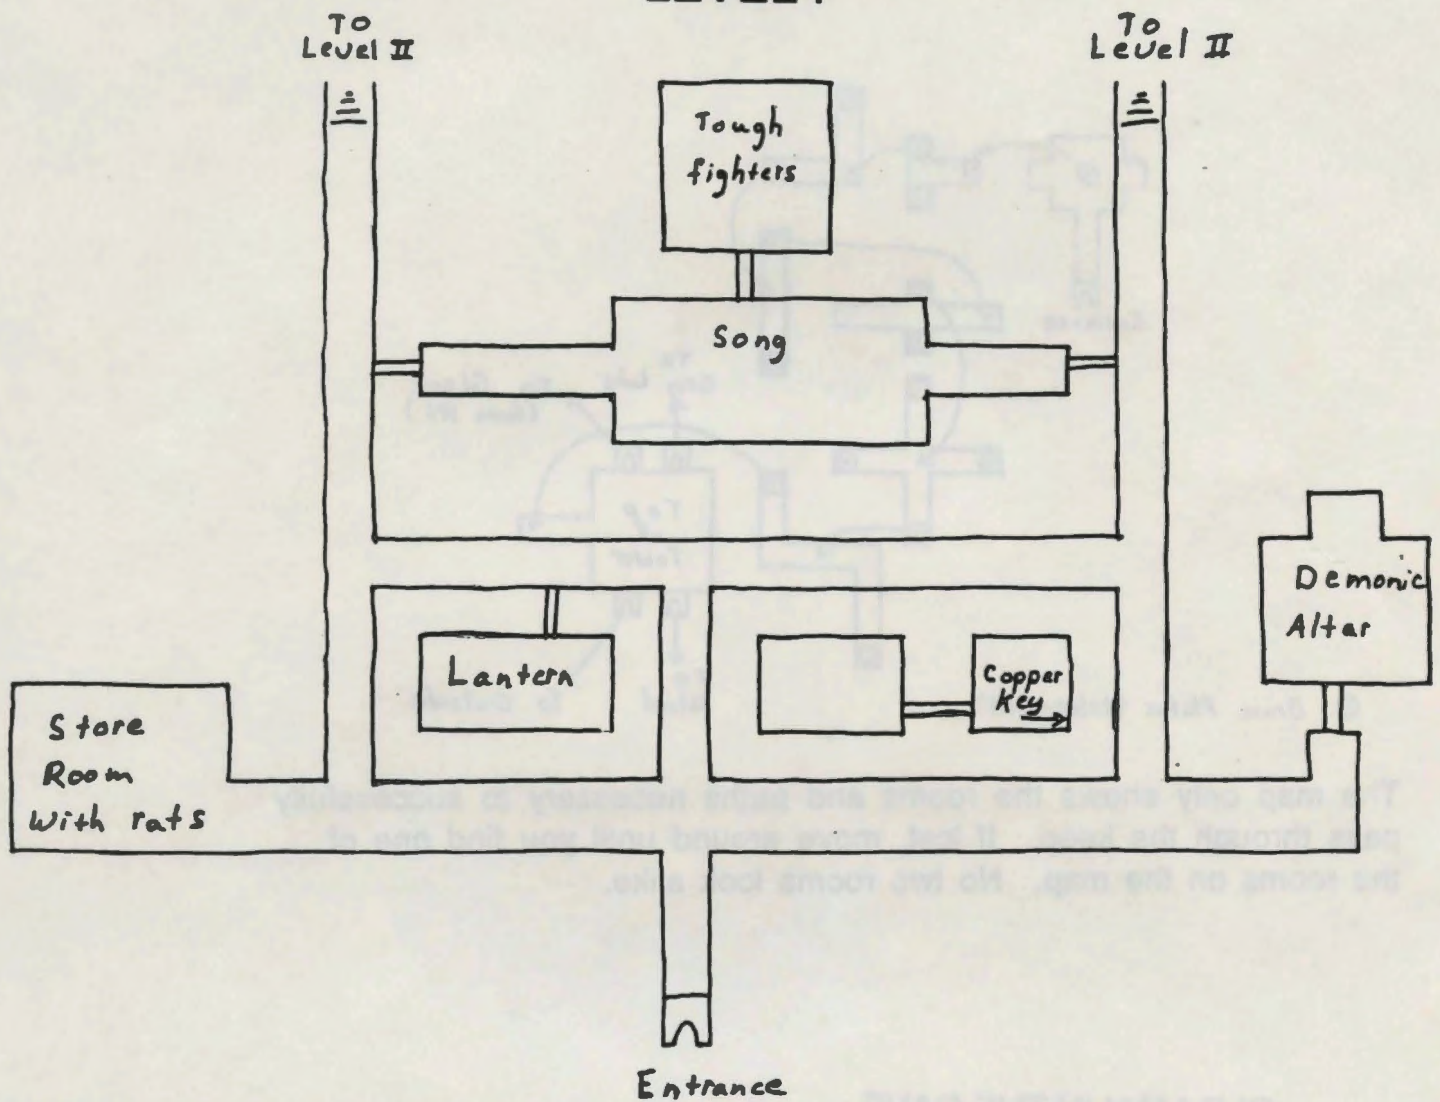 TO
Level II
TO
Level II
Tough
fighters
Song
Lantern
Copper
Key
Demonic
Altar
Store
Room
With rats
Entrance
The map only shows the rooms and paths necessary to successfully
pass through the keep. If lost, move around until you find one of
the rooms on the map. No two rooms look alike.